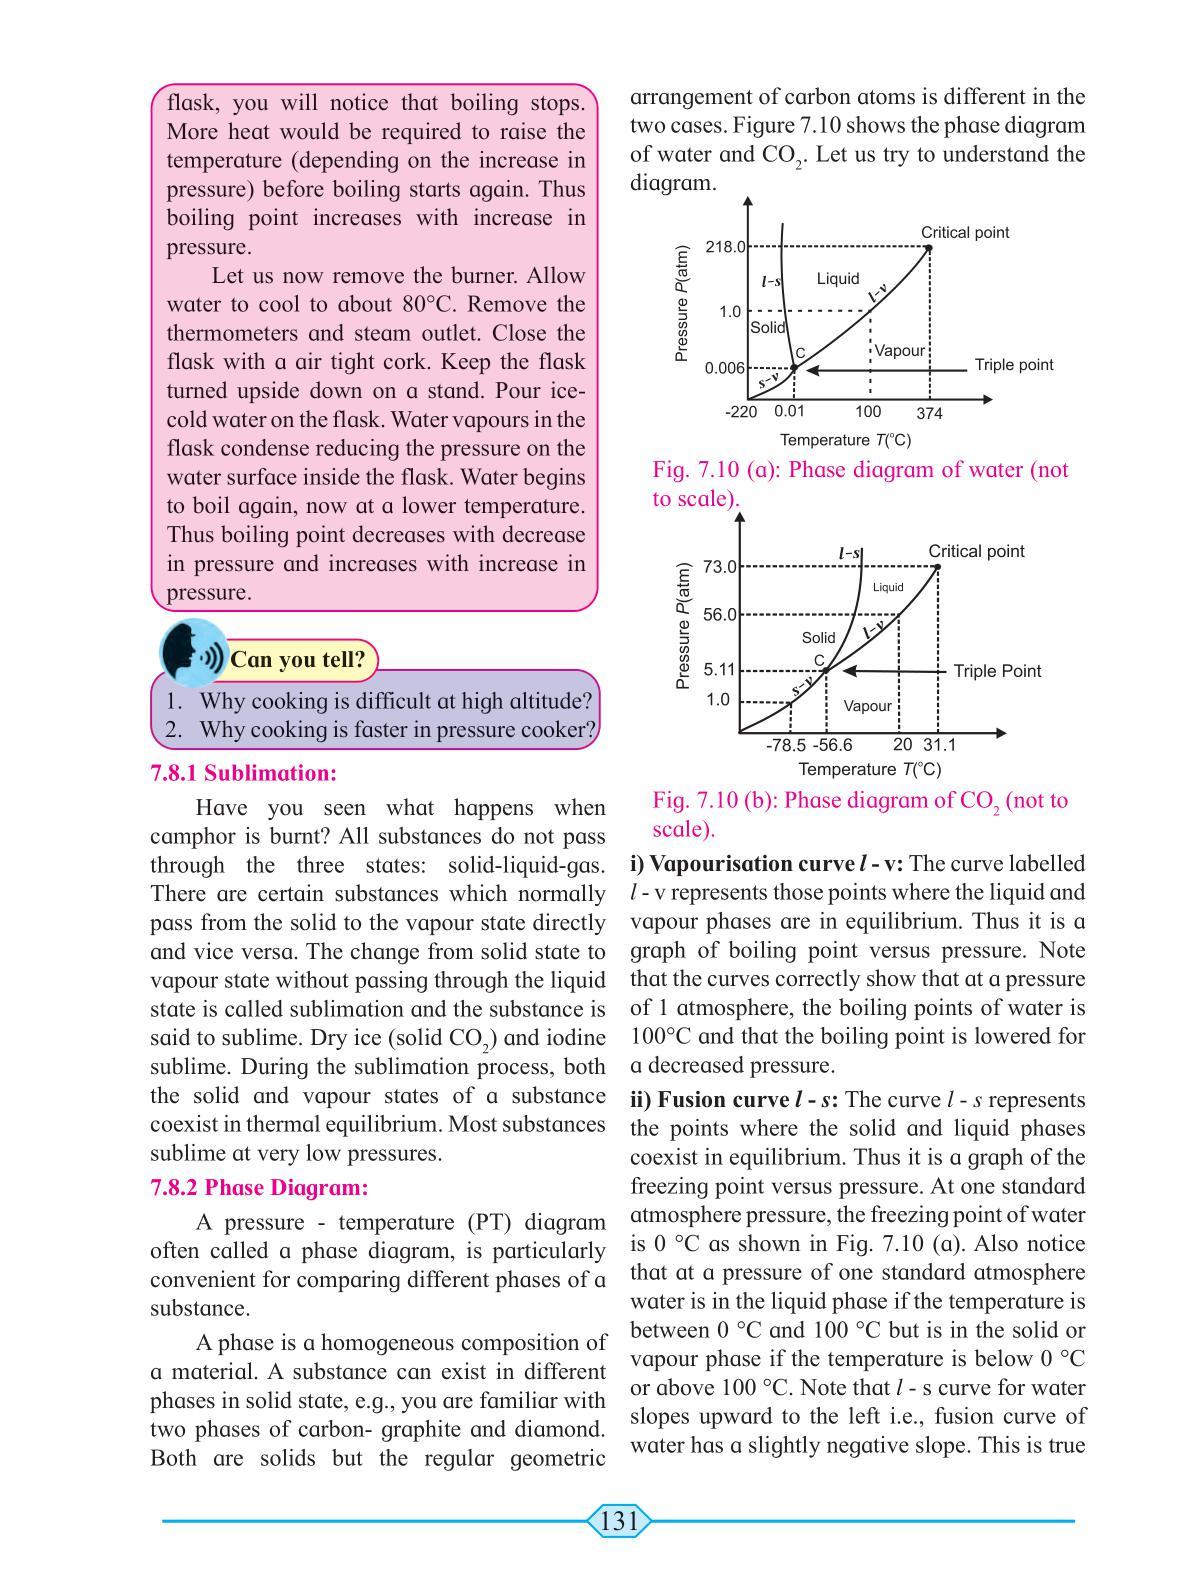 flask, you will notice that boiling stops.
More heat would be required to raise the
temperature (depending on the increase in
pressure) before boiling starts again. Thus
boiling point increases with increase in
pressure.
Let us now remove the burner. Allow
water to cool to about 80°C. Remove the
thermometers and steam outlet. Close the
flask with a air tight cork. Keep the flask
turned upside down on a stand. Pour ice-
cold water on the flask. Water vapours in the
flask condense reducing the pressure on the
water surface inside the flask. Water begins
to boil again, now at a lower temperature.
Thus boiling point decreases with decrease
in pressure and increases with increase in
pressure.
Can you tell?
1. Why cooking is difficult at high altitude?
2. Why cooking is faster in pressure cooker?
7.8.1 Sublimation:
Have you seen what happens when
camphor is burnt? All substances do not pass
through the three states: solid-liquid-gas.
There are certain substances which normally
pass from the solid to the vapour state directly
and vice versa. The change from solid state to
vapour state without passing through the liquid
state is called sublimation and the substance is
said to sublime. Dry ice (solid CO₂) and iodine
sublime. During the sublimation process, both
the solid and vapour states of a substance
coexist in thermal equilibrium. Most substances
sublime at very low pressures.
7.8.2 Phase Diagram:
A pressure - temperature (PT) diagram
often called a phase diagram, is particularly
convenient for comparing different phases of a
substance.
A phase is a homogeneous composition of
a material. A substance can exist in different
phases in solid state, e.g., you are familiar with
two phases of carbon- graphite and diamond.
Both are solids but the regular geometric
arrangement of carbon atoms is different in the
two cases. Figure 7.10 shows the phase diagram
of water and CO₂. Let us try to understand the
diagram.
Critical point
218.0
Liquid
l-s
l-v
1.0
Solid
C
Vapour
0.006
Triple point
s-v
-220 0.01 100 374
Pressure P(atm)
Temperature T(°C)
Fig. 7.10 (a): Phase diagram of water (not
to scale).
l-s
Critical point
73.0
Liquid
56.0
Solid
l-v
C
5.11
Triple Point
s-v
1.0
Vapour
-78.5 -56.6 20 31.1
Pressure P(atm)
Temperature T(°C)
Fig. 7.10 (b): Phase diagram of CO₂ (not to
scale).
i) Vapourisation curve l - v: The curve labelled
l - v represents those points where the liquid and
vapour phases are in equilibrium. Thus it is a
graph of boiling point versus pressure. Note
that the curves correctly show that at a pressure
of 1 atmosphere, the boiling points of water is
100°C and that the boiling point is lowered for
a decreased pressure.
ii) Fusion curve l - s: The curve l - s represents
the points where the solid and liquid phases
coexist in equilibrium. Thus it is a graph of the
freezing point versus pressure. At one standard
atmosphere pressure, the freezing point of water
is 0 °C as shown in Fig. 7.10 (a). Also notice
that at a pressure of one standard atmosphere
water is in the liquid phase if the temperature is
between 0 °C and 100 °C but is in the solid or
vapour phase if the temperature is below 0 °C
or above 100 °C. Note that l - s curve for water
slopes upward to the left i.e., fusion curve of
water has a slightly negative slope. This is true
131